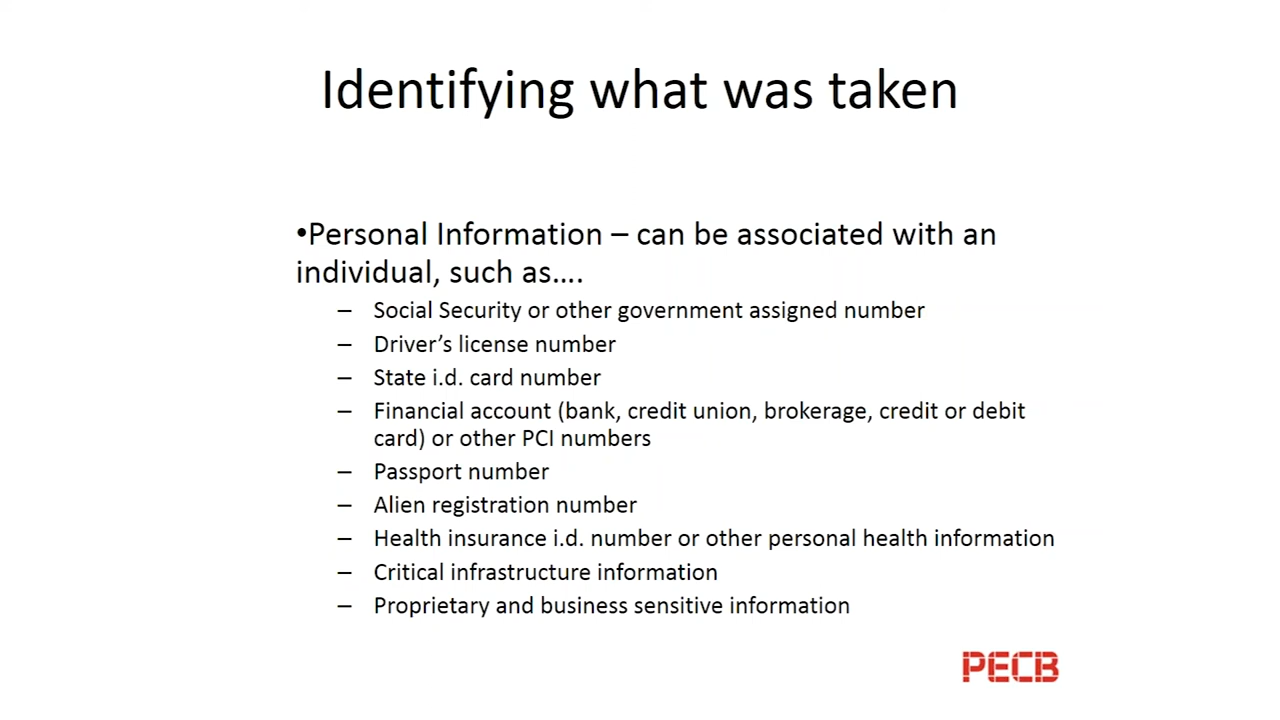 Identifying what was taken
•Personal Information – can be associated with an
individual, such as….
– Social Security or other government assigned number
– Driver’s license number
– State i.d. card number
– Financial account (bank, credit union, brokerage, credit or debit
card) or other PCI numbers
– Passport number
– Alien registration number
– Health insurance i.d. number or other personal health information
– Critical infrastructure information
– Proprietary and business sensitive information
PECB